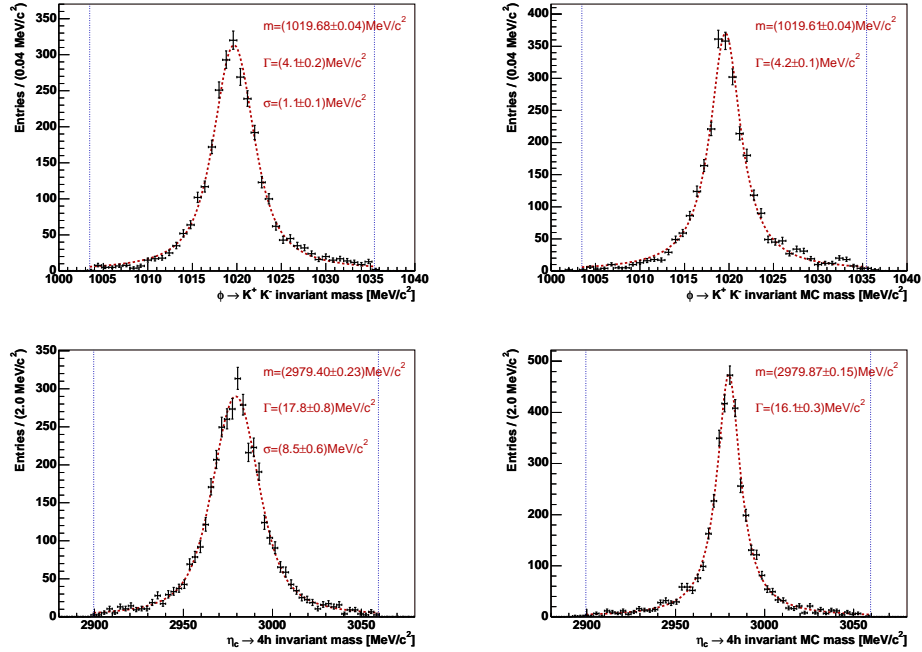 Entries / (0.04 MeV/c²)
350
300
250
200
150
100
50
0
m=(1019.68±0.04)MeV/c²
Γ=(4.1±0.2)MeV/c²
σ=(1.1±0.1)MeV/c²
1000 1005 1010 1015 1020 1025 1030 1035 1040
ϕ → K⁺ K⁻ invariant mass [MeV/c²]
Entries / (0.04 MeV/c²)
400
350
300
250
200
150
100
50
0
m=(1019.61±0.04)MeV/c²
Γ=(4.2±0.1)MeV/c²
1000 1005 1010 1015 1020 1025 1030 1035 1040
ϕ → K⁺ K⁻ invariant MC mass [MeV/c²]
Entries / (2.0 MeV/c²)
350
300
250
200
150
100
50
0
m=(2979.40±0.23)MeV/c²
Γ=(17.8±0.8)MeV/c²
σ=(8.5±0.6)MeV/c²
2900 2950 3000 3050
η_c → 4h invariant mass [MeV/c²]
Entries / (2.0 MeV/c²)
500
400
300
200
100
0
m=(2979.87±0.15)MeV/c²
Γ=(16.1±0.3)MeV/c²
2900 2950 3000 3050
η_c → 4h invariant MC mass [MeV/c²]